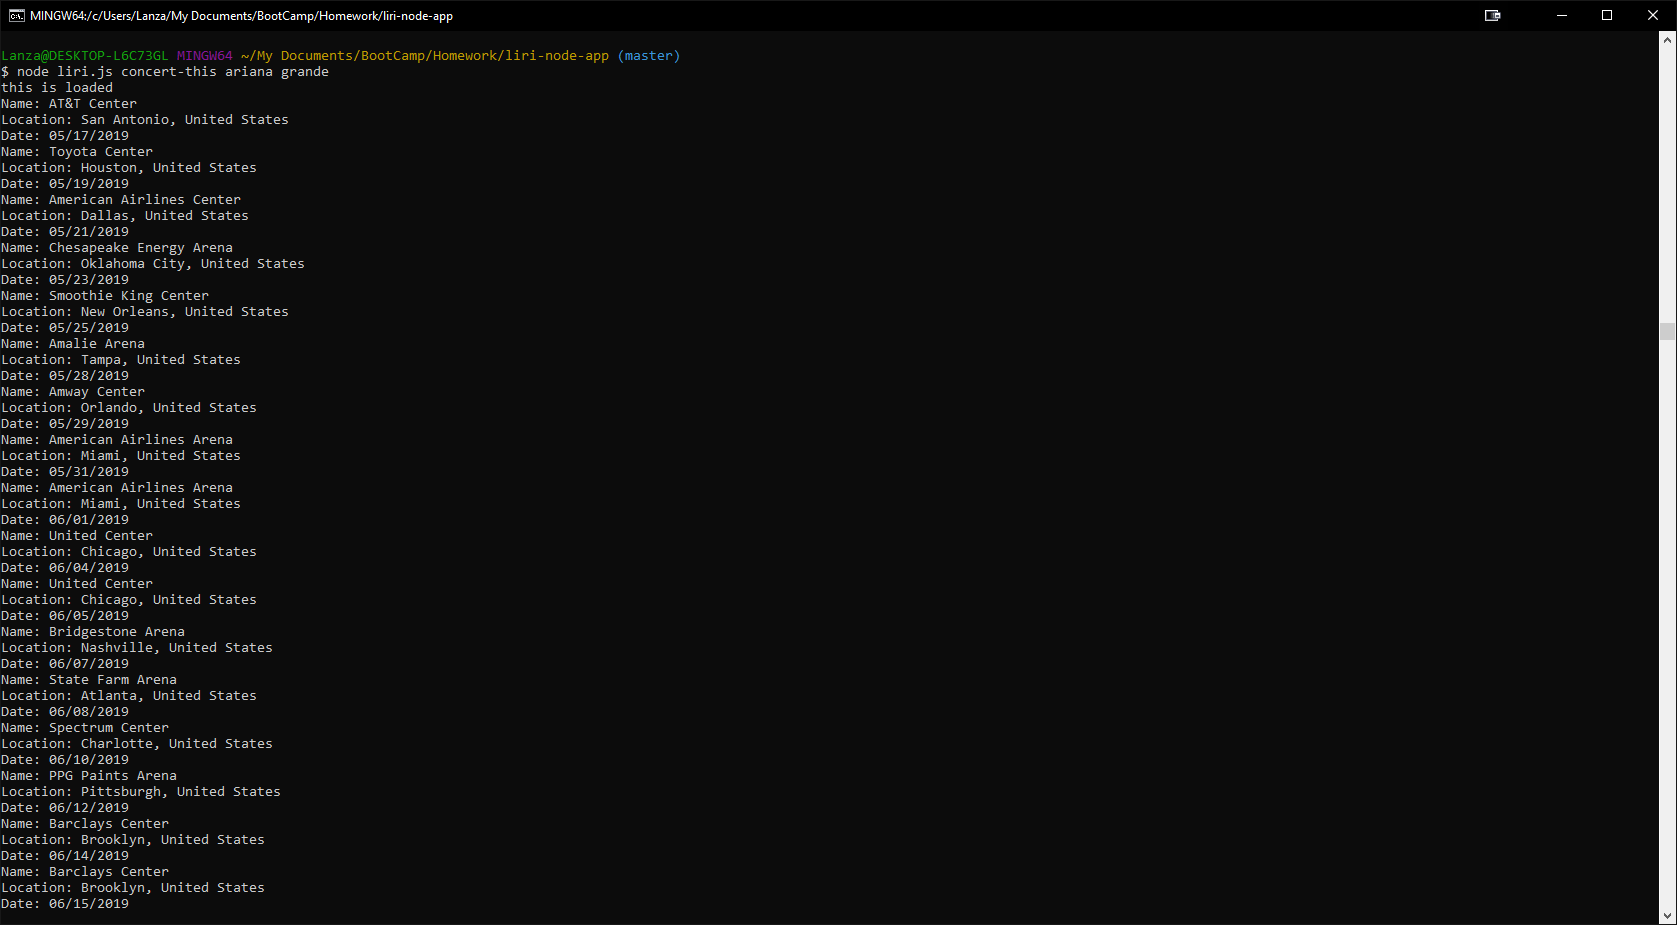 MINGW64:/c/Users/Lanza/My Documents/BootCamp/Homework/liri-node-app
Lanza@DESKTOP-L6C73GL MINGW64 ~/My Documents/BootCamp/Homework/liri-node-app (master)
$ node liri.js concert-this ariana grande
this is loaded
Name: AT&T Center
Location: San Antonio, United States
Date: 05/17/2019
Name: Toyota Center
Location: Houston, United States
Date: 05/19/2019
Name: American Airlines Center
Location: Dallas, United States
Date: 05/21/2019
Name: Chesapeake Energy Arena
Location: Oklahoma City, United States
Date: 05/23/2019
Name: Smoothie King Center
Location: New Orleans, United States
Date: 05/25/2019
Name: Amalie Arena
Location: Tampa, United States
Date: 05/28/2019
Name: Amway Center
Location: Orlando, United States
Date: 05/29/2019
Name: American Airlines Arena
Location: Miami, United States
Date: 05/31/2019
Name: American Airlines Arena
Location: Miami, United States
Date: 06/01/2019
Name: United Center
Location: Chicago, United States
Date: 06/04/2019
Name: United Center
Location: Chicago, United States
Date: 06/05/2019
Name: Bridgestone Arena
Location: Nashville, United States
Date: 06/07/2019
Name: State Farm Arena
Location: Atlanta, United States
Date: 06/08/2019
Name: Spectrum Center
Location: Charlotte, United States
Date: 06/10/2019
Name: PPG Paints Arena
Location: Pittsburgh, United States
Date: 06/12/2019
Name: Barclays Center
Location: Brooklyn, United States
Date: 06/14/2019
Name: Barclays Center
Location: Brooklyn, United States
Date: 06/15/2019